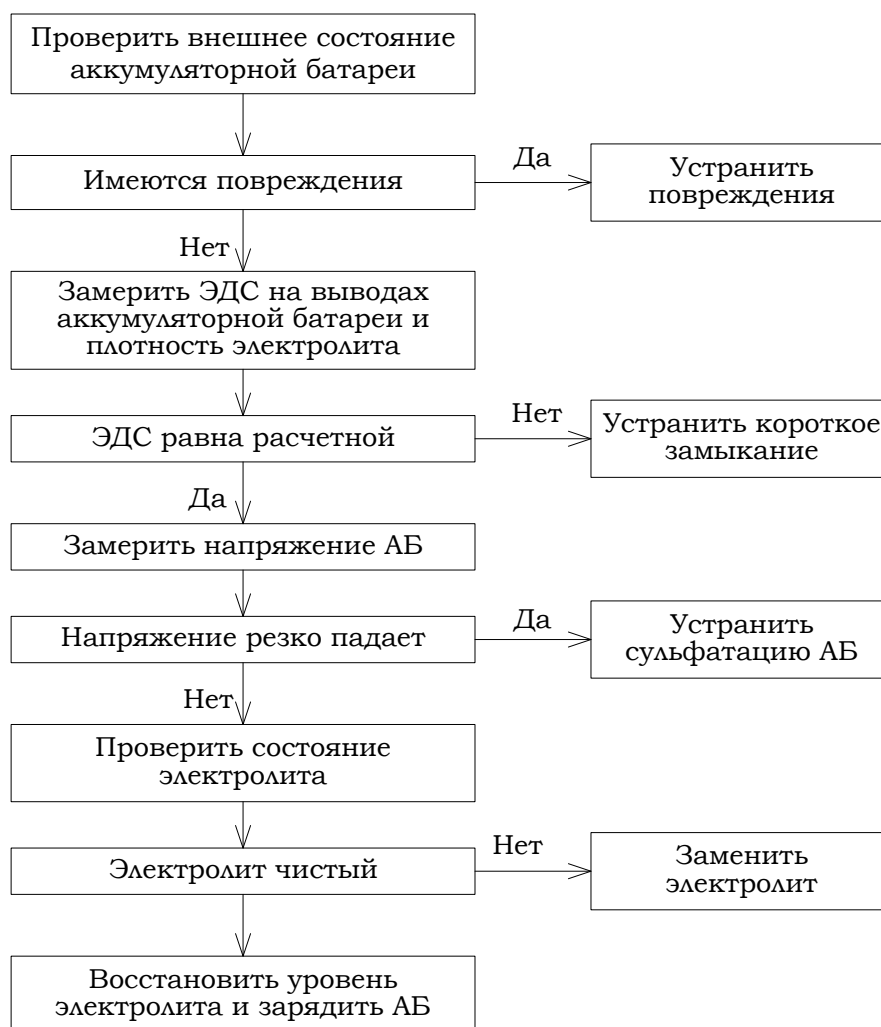 Проверить внешнее состояние
аккумуляторной батареи
Имеются повреждения
Да
Устранить
повреждения
Нет
Замерить ЭДС на выводах
аккумуляторной батареи и
плотность электролита
ЭДС равна расчетной
Нет
Устранить короткое
замыкание
Да
Замерить напряжение АБ
Напряжение резко падает
Да
Устранить
сульфатацию АБ
Нет
Проверить состояние
электролита
Электролит чистый
Нет
Заменить
электролит
Восстановить уровень
электролита и зарядить АБ